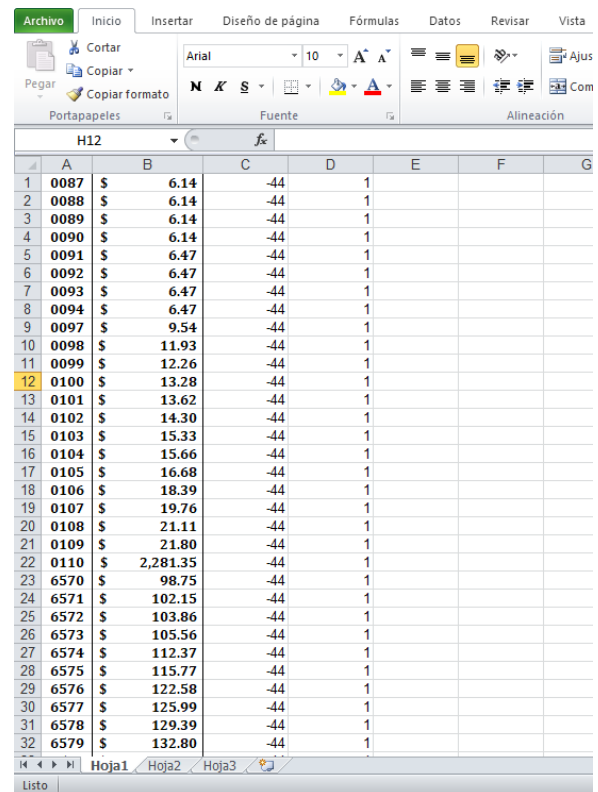 Archivo Inicio Insertar Diseño de página Fórmulas Datos Revisar Vista
Cortar
Copiar
Copiar formato
Pegar
Arial 10 A A
N K S A
Ajus
Com
Portapapeles Fuente Alineación
H12 fx
A B C D E F G
1 0087 $ 6.14 -44 1
2 0088 $ 6.14 -44 1
3 0089 $ 6.14 -44 1
4 0090 $ 6.14 -44 1
5 0091 $ 6.47 -44 1
6 0092 $ 6.47 -44 1
7 0093 $ 6.47 -44 1
8 0094 $ 6.47 -44 1
9 0097 $ 9.54 -44 1
10 0098 $ 11.93 -44 1
11 0099 $ 12.26 -44 1
12 0100 $ 13.28 -44 1
13 0101 $ 13.62 -44 1
14 0102 $ 14.30 -44 1
15 0103 $ 15.33 -44 1
16 0104 $ 15.66 -44 1
17 0105 $ 16.68 -44 1
18 0106 $ 18.39 -44 1
19 0107 $ 19.76 -44 1
20 0108 $ 21.11 -44 1
21 0109 $ 21.80 -44 1
22 0110 $ 2,281.35 -44 1
23 6570 $ 98.75 -44 1
24 6571 $ 102.15 -44 1
25 6572 $ 103.86 -44 1
26 6573 $ 105.56 -44 1
27 6574 $ 112.37 -44 1
28 6575 $ 115.77 -44 1
29 6576 $ 122.58 -44 1
30 6577 $ 125.99 -44 1
31 6578 $ 129.39 -44 1
32 6579 $ 132.80 -44 1
Hoja1 Hoja2 Hoja3
Listo